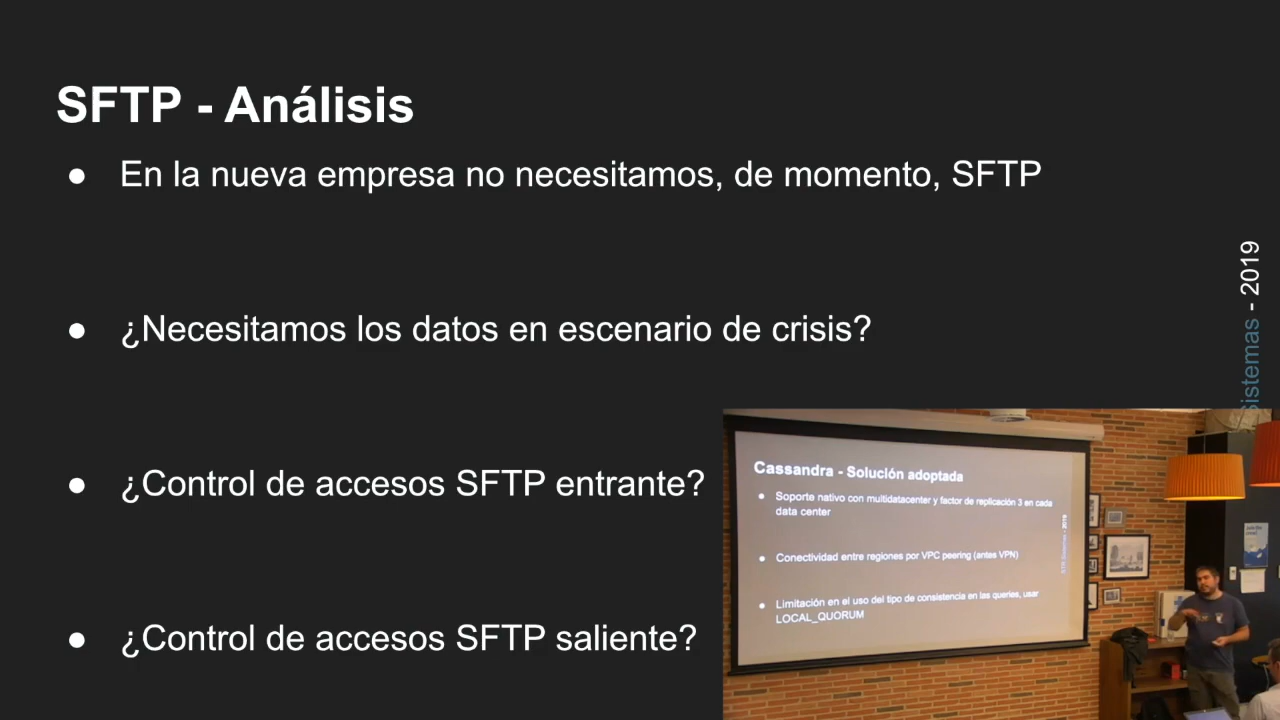 SFTP - Análisis
● En la nueva empresa no necesitamos, de momento, SFTP
● ¿Necesitamos los datos en escenario de crisis?
● ¿Control de accesos SFTP entrante?
● ¿Control de accesos SFTP saliente?
Sistemas - 2019
Cassandra - Solución adoptada
● Soporte nativo con multidatacenter y factor de replicación 3 en cada
data center
● Conectividad entre regiones por VPC peering (antes VPN)
● Limitación en el uso del tipo de consistencia en las queries, usar
LOCAL_QUORUM